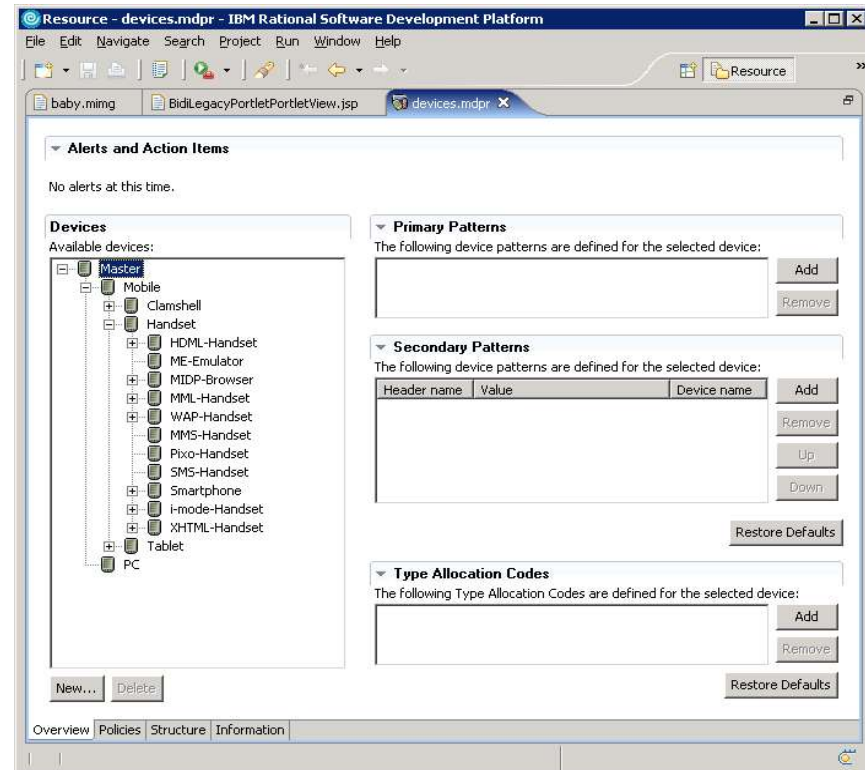 Resource - devices.mdpr - IBM Rational Software Development Platform
File Edit Navigate Search Project Run Window Help
Resource
»
baby.mimg BidiLegacyPortletPortletView.jsp devices.mdpr
Alerts and Action Items
No alerts at this time.
Devices
Available devices:
Master
Mobile
Clamshell
Handset
HDML-Handset
ME-Emulator
MIDP-Browser
MML-Handset
WAP-Handset
MMS-Handset
Pixo-Handset
SMS-Handset
Smartphone
i-mode-Handset
XHTML-Handset
Tablet
PC
New... Delete
Primary Patterns
The following device patterns are defined for the selected device:
Add
Remove
Secondary Patterns
The following device patterns are defined for the selected device:
Header name Value Device name
Add
Remove
Up
Down
Restore Defaults
Type Allocation Codes
The following Type Allocation Codes are defined for the selected device:
Add
Remove
Restore Defaults
Overview Policies Structure Information